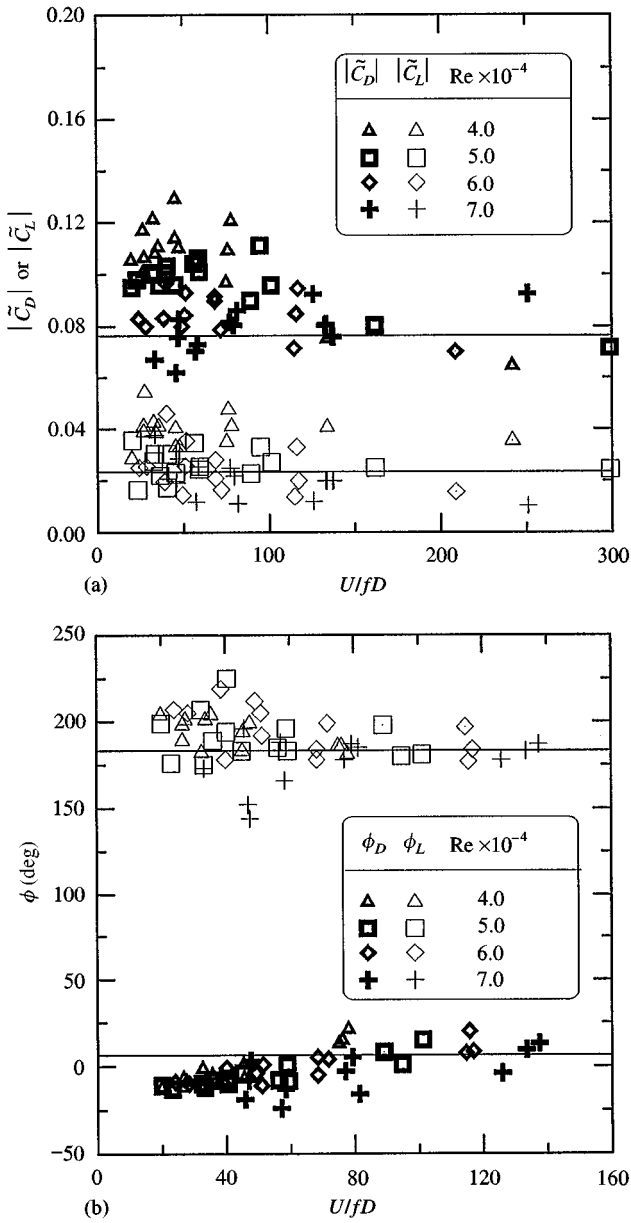 0.20
|C̃_D| |C̃_L| Re ×10⁻⁴
0.16
4.0
5.0
0.12
6.0
7.0
|C̃_D| or |C̃_L|
0.08
0.04
0.00
0 100 200 300
(a) U/fD
250
200
150
ϕ_D ϕ_L Re ×10⁻⁴
100
4.0
ϕ (deg)
5.0
50
6.0
7.0
0
−50
0 40 80 120 160
(b) U/fD